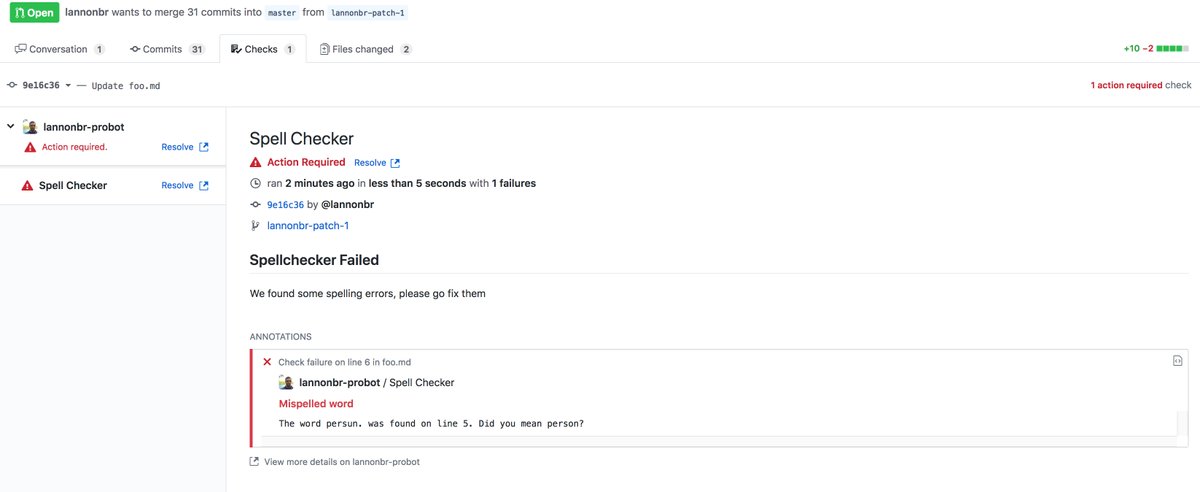 Open lannonbr wants to merge 31 commits into master from lannonbr-patch-1
Conversation 1 Commits 31 Checks 1 Files changed 2 +10 −2
9e16c36 — Update foo.md 1 action required check
lannonbr-probot
Action required. Resolve
Spell Checker Resolve
Spell Checker
Action Required Resolve
ran 2 minutes ago in less than 5 seconds with 1 failures
9e16c36 by @lannonbr
lannonbr-patch-1
Spellchecker Failed
We found some spelling errors, please go fix them
ANNOTATIONS
Check failure on line 6 in foo.md
lannonbr-probot / Spell Checker
Mispelled word
The word persun. was found on line 5. Did you mean person?
View more details on lannonbr-probot